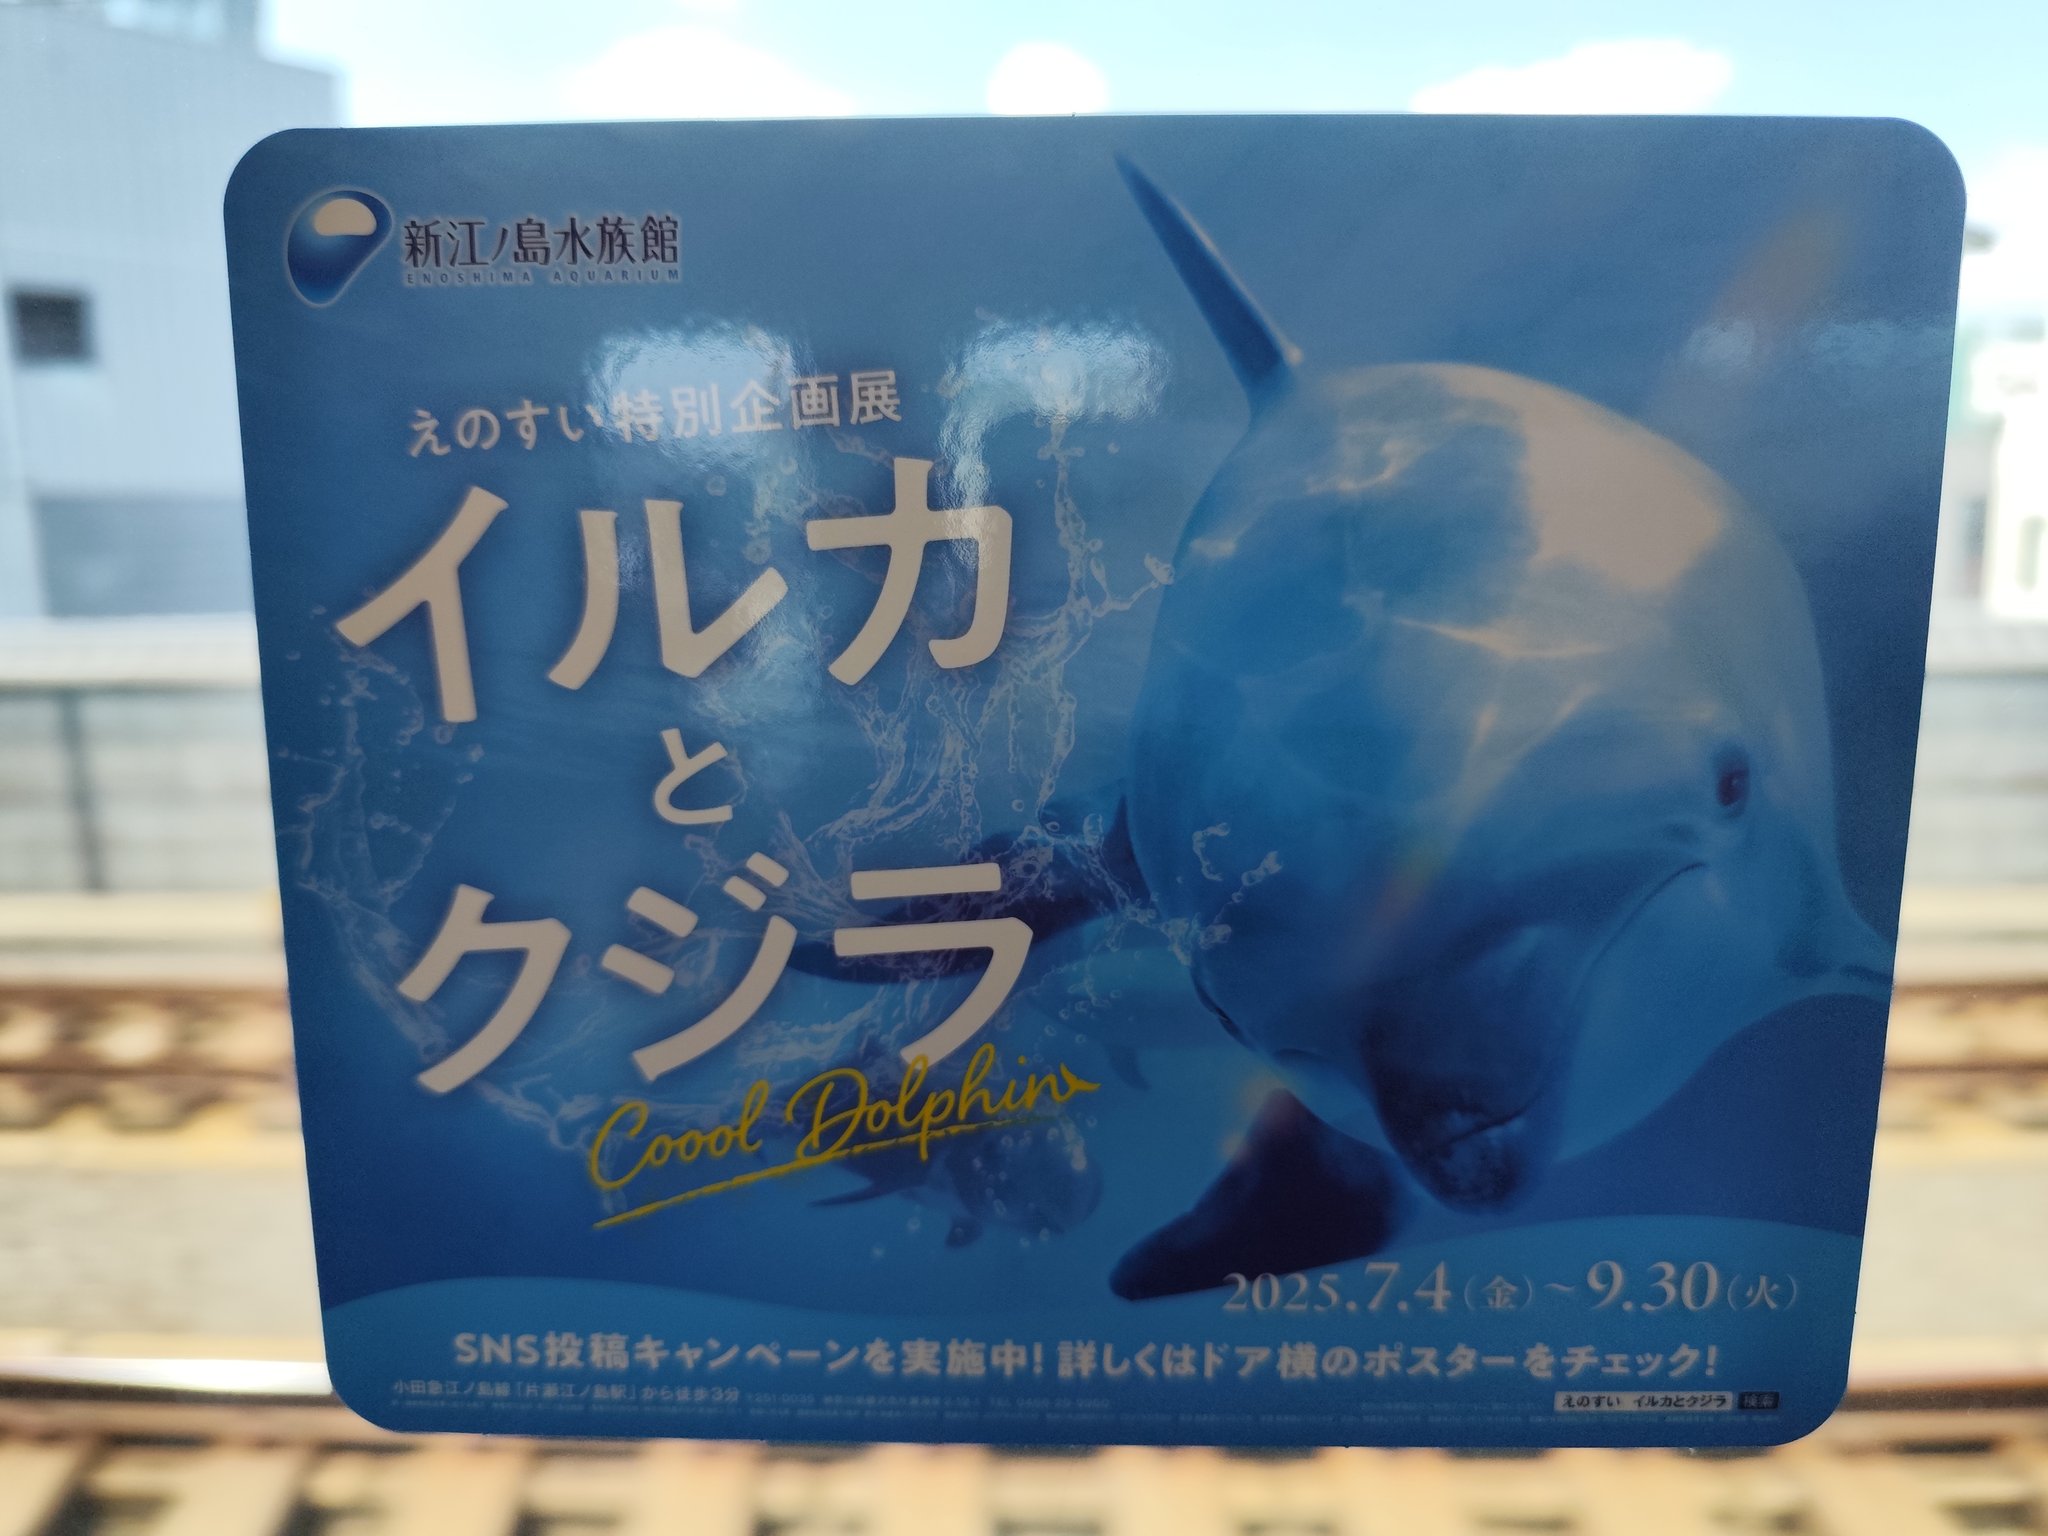 新江ノ島水族館
ENOSHIMA AQUARIUM
えのすい特別企画展
イルカ
と
クジラ
Coool Dolphin
2025.7.4(金)~9.30(火)
SNS投稿キャンペーンを実施中!詳しくはドア横のポスターをチェック!
小田急江ノ島線「片瀬江ノ島駅」から徒歩3分
えのすい イルカとクジラ 検索